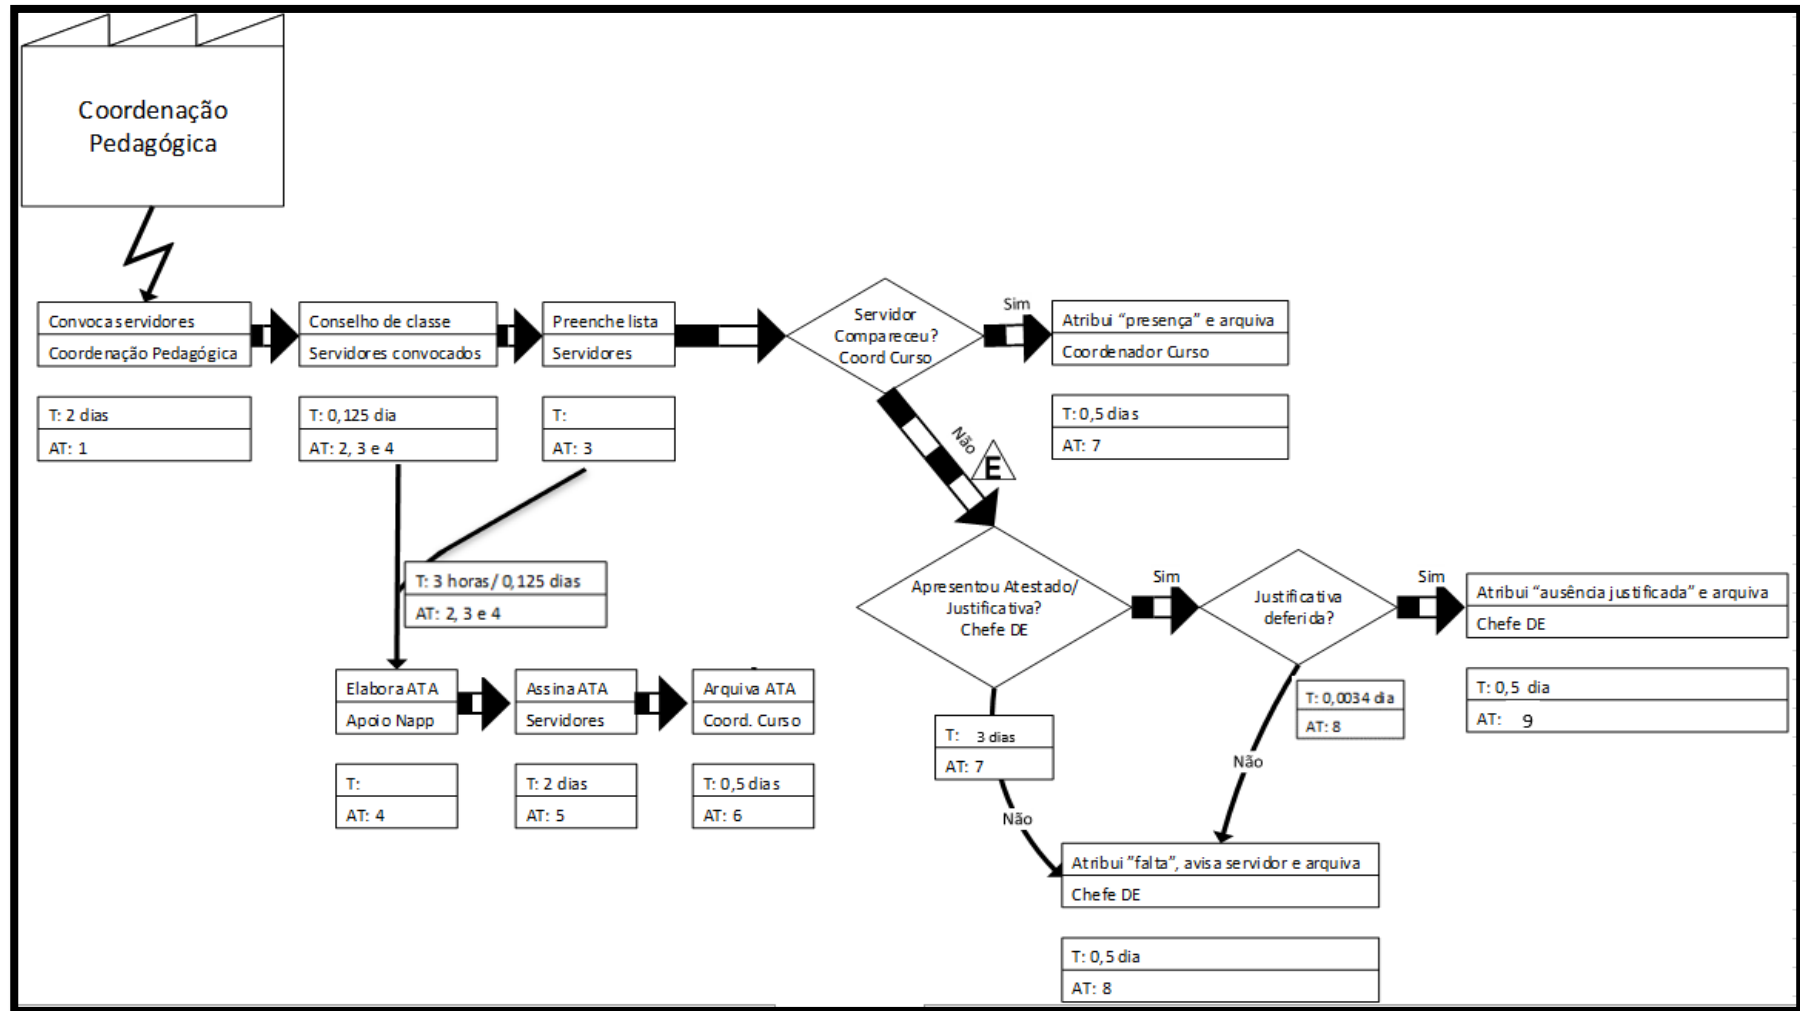 Coordenação
Pedagógica
Convoca servidores
Coordenação Pedagógica
T: 2 dias
AT: 1
Conselho de classe
Servidores convocados
T: 0,125 dia
AT: 2, 3 e 4
Preenche lista
Servidores
T:
AT: 3
Servidor
Compareceu?
Coord Curso
Sim
Atribui “presença” e arquiva
Coordenador Curso
T: 0,5 dias
AT: 7
Não
E
T: 3 horas/ 0,125 dias
AT: 2, 3 e 4
Elabora ATA
Apoio Napp
T:
AT: 4
Assina ATA
Servidores
T: 2 dias
AT: 5
Arquiva ATA
Coord. Curso
T: 0,5 dias
AT: 6
Apresentou Atestado/
Justificativa?
Chefe DE
Sim
Justificativa
deferida?
Sim
Atribui “ausência justificada” e arquiva
Chefe DE
T: 0,5 dia
AT: 9
T: 3 dias
AT: 7
Não
T: 0,0034 dia
AT: 8
Não
Atribui “falta”, avisa servidor e arquiva
Chefe DE
T: 0,5 dia
AT: 8